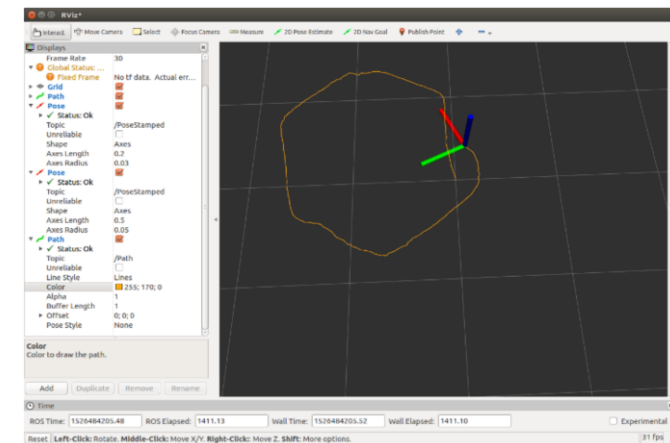 RViz*
Interact Move Camera Select Focus Camera Measure 2D Pose Estimate 2D Nav Goal Publish Point
Displays
Frame Rate 30
Global Status: ...
Fixed Frame No tf data. Actual err...
Grid
Path
Pose
Status: Ok
Topic /PoseStamped
Unreliable
Shape Axes
Axes Length 0.2
Axes Radius 0.03
Pose
Status: Ok
Topic /PoseStamped
Unreliable
Shape Axes
Axes Length 0.5
Axes Radius 0.05
Path
Status: Ok
Topic /Path
Unreliable
Line Style Lines
Color 255; 170; 0
Alpha 1
Buffer Length 1
Offset 0; 0; 0
Pose Style None
Color
Color to draw the path.
Add Duplicate Remove Rename
Time
ROS Time: 1526484205.48 ROS Elapsed: 1411.13 Wall Time: 1526484205.52 Wall Elapsed: 1411.10 Experimental
Reset Left-Click: Rotate. Middle-Click: Move X/Y. Right-Click: Move Z. Shift: More options. 31 fps